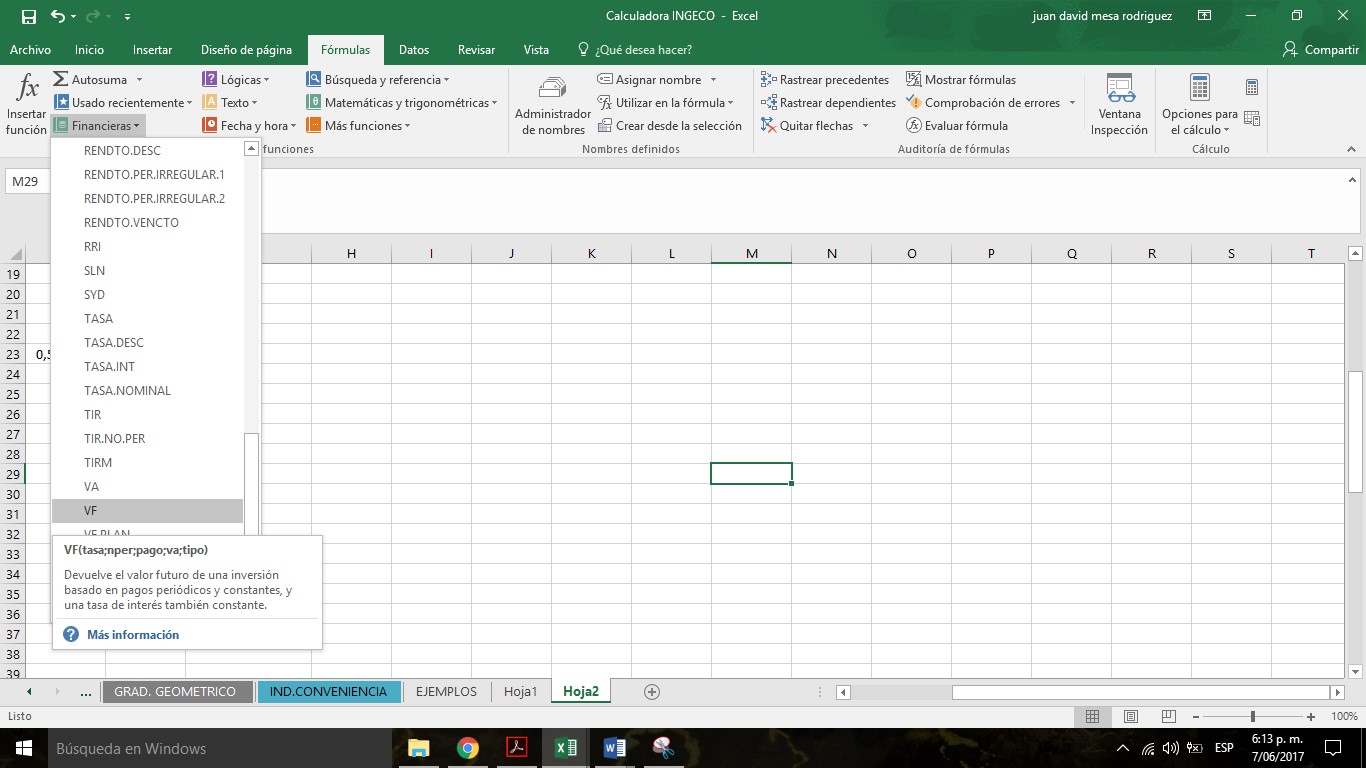 Calculadora INGECO - Excel
juan david mesa rodriguez
Archivo Inicio Insertar Diseño de página Fórmulas Datos Revisar Vista ¿Qué desea hacer? Compartir
fx
Insertar
función
Autosuma
Usado recientemente
Financieras
Lógicas
Texto
Fecha y hora
Búsqueda y referencia
Matemáticas y trigonométricas
Más funciones
funciones
Administrador
de nombres
Asignar nombre
Utilizar en la fórmula
Crear desde la selección
Nombres definidos
Rastrear precedentes
Rastrear dependientes
Quitar flechas
Mostrar fórmulas
Comprobación de errores
Evaluar fórmula
Auditoría de fórmulas
Ventana
Inspección
Opciones para
el cálculo
Cálculo
M29
RENDTO.DESC
RENDTO.PER.IRREGULAR.1
RENDTO.PER.IRREGULAR.2
RENDTO.VENCTO
RRI
SLN
SYD
TASA
TASA.DESC
TASA.INT
TASA.NOMINAL
TIR
TIR.NO.PER
TIRM
VA
VF
VF.PLAN
VF(tasa;nper;pago;va;tipo)
Devuelve el valor futuro de una inversión
basado en pagos periódicos y constantes, y
una tasa de interés también constante.
? Más información
H I J K L M N O P Q R S T
19
20
21
22
23 0,5
24
25
26
27
28
29
30
31
32
33
34
35
36
37
38
39
... GRAD. GEOMETRICO IND.CONVENIENCIA EJEMPLOS Hoja1 Hoja2
Listo
100%
Búsqueda en Windows
ESP
6:13 p. m.
7/06/2017